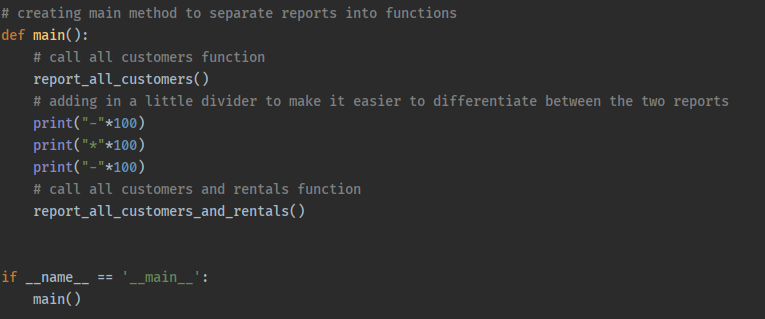 # creating main method to separate reports into functions
def main():
    # call all customers function
    report_all_customers()
    # adding in a little divider to make it easier to differentiate between the two reports
    print("-"*100)
    print("*"*100)
    print("-"*100)
    # call all customers and rentals function
    report_all_customers_and_rentals()
if __name__ == '__main__':
    main()